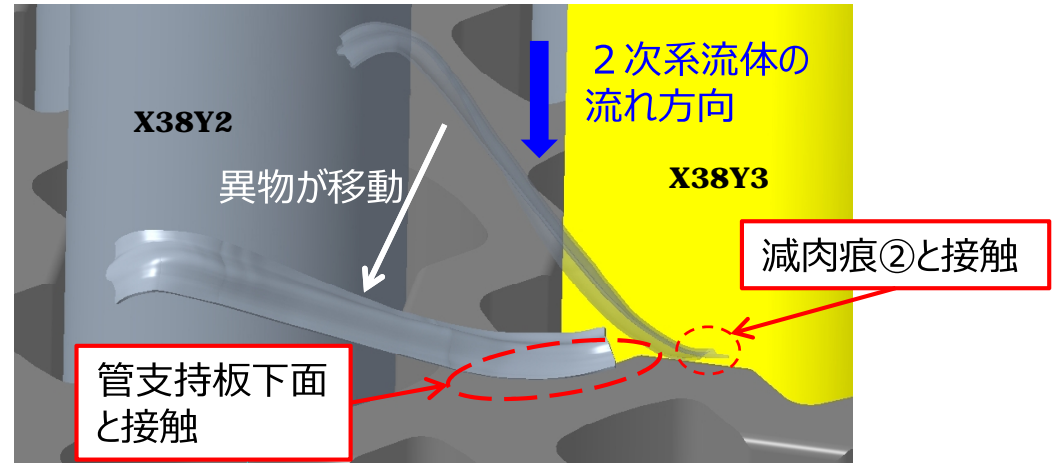 ２次系流体の
流れ方向
X38Y2
X38Y3
異物が移動
減肉痕②と接触
管支持板下面
と接触